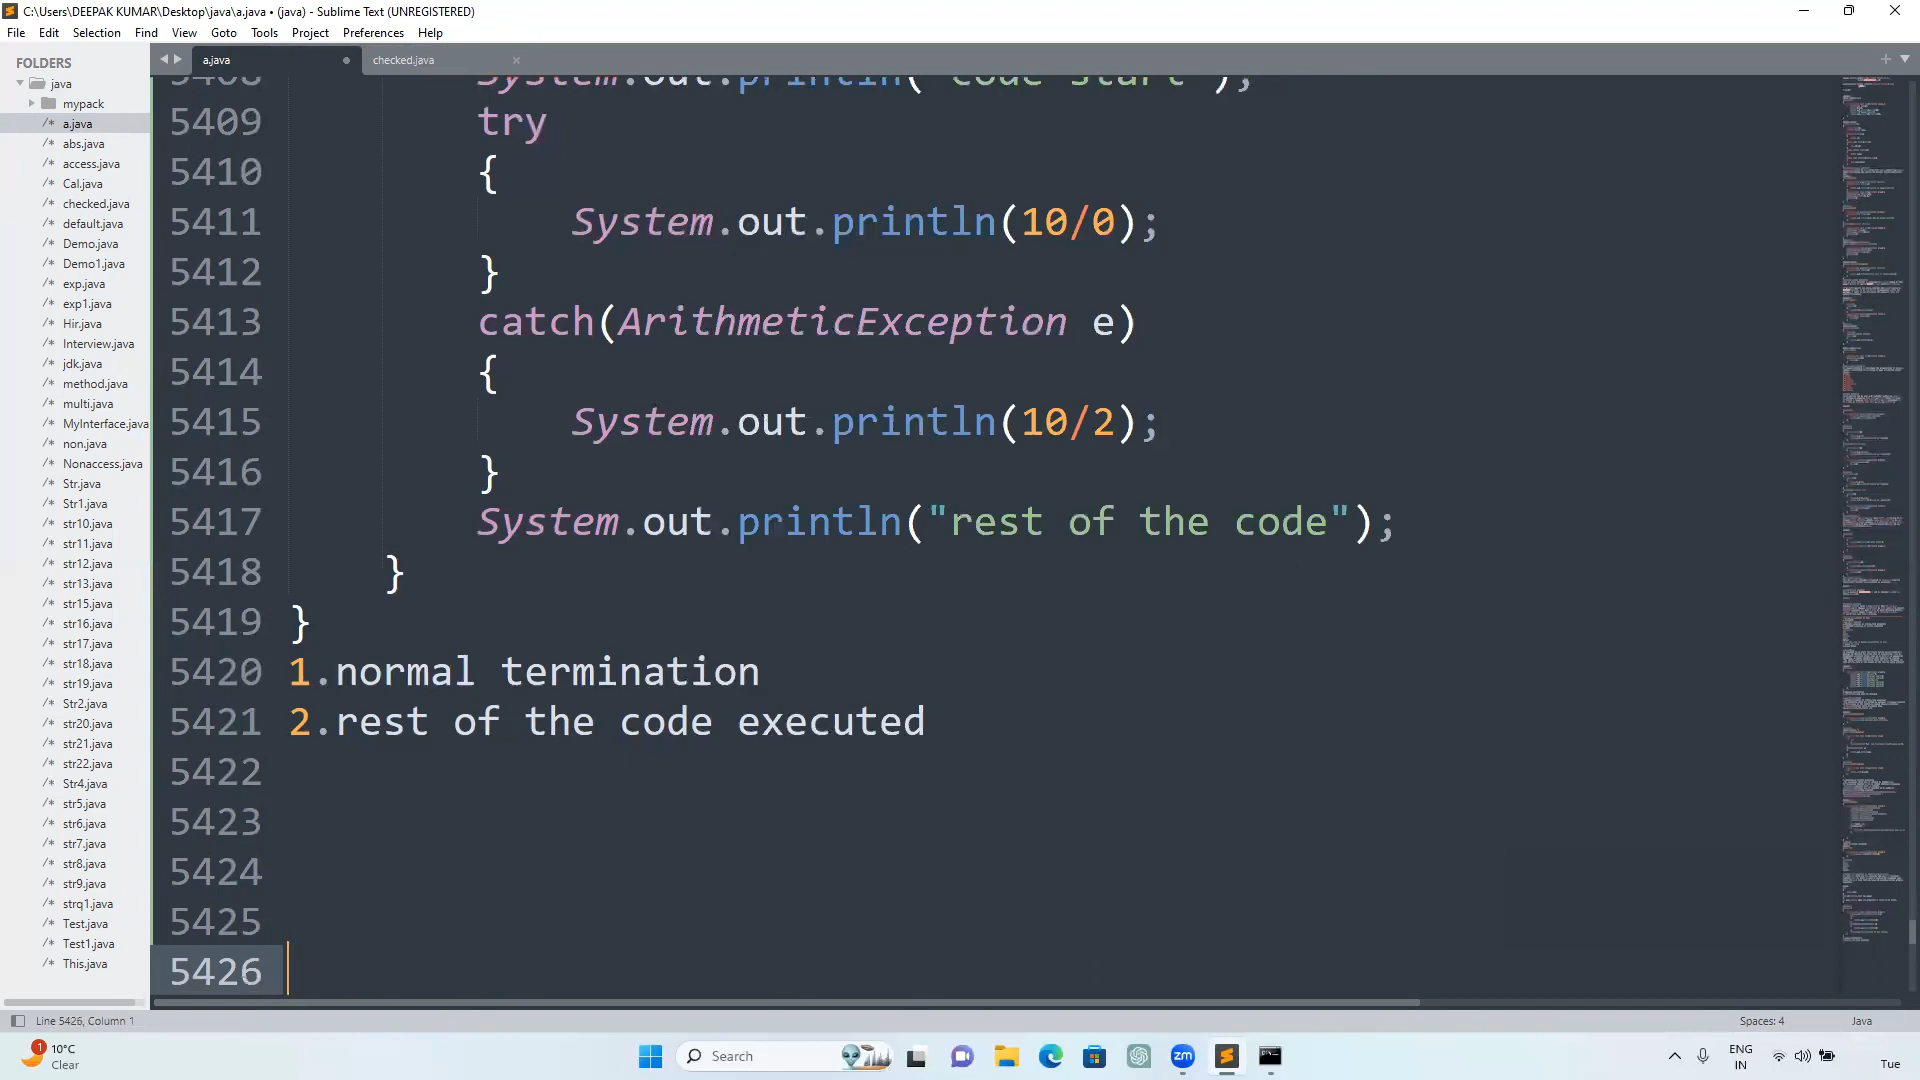 C:\Users\DEEPAK KUMAR\Desktop\java\a.java • (java) - Sublime Text (UNREGISTERED)
File Edit Selection Find View Goto Tools Project Preferences Help
FOLDERS
java
mypack
a.java
abs.java
access.java
Cal.java
checked.java
default.java
Demo.java
Demo1.java
exp.java
exp1.java
Hir.java
Interview.java
jdk.java
method.java
multi.java
MyInterface.java
non.java
Nonaccess.java
Str.java
Str1.java
str10.java
str11.java
str12.java
str13.java
str15.java
str16.java
str17.java
str18.java
str19.java
Str2.java
str20.java
str21.java
str22.java
Str4.java
str5.java
str6.java
str7.java
str8.java
str9.java
strq1.java
Test.java
Test1.java
This.java
a.java checked.java
5408 System.out.println("code start");
5409 try
5410 {
5411 System.out.println(10/0);
5412 }
5413 catch(ArithmeticException e)
5414 {
5415 System.out.println(10/2);
5416 }
5417 System.out.println("rest of the code");
5418 }
5419 }
5420 1.normal termination
5421 2.rest of the code executed
5422
5423
5424
5425
5426
Line 5426, Column 1 Spaces: 4 Java
1
10°C
Clear
Search
zm
ENG
IN
Tue